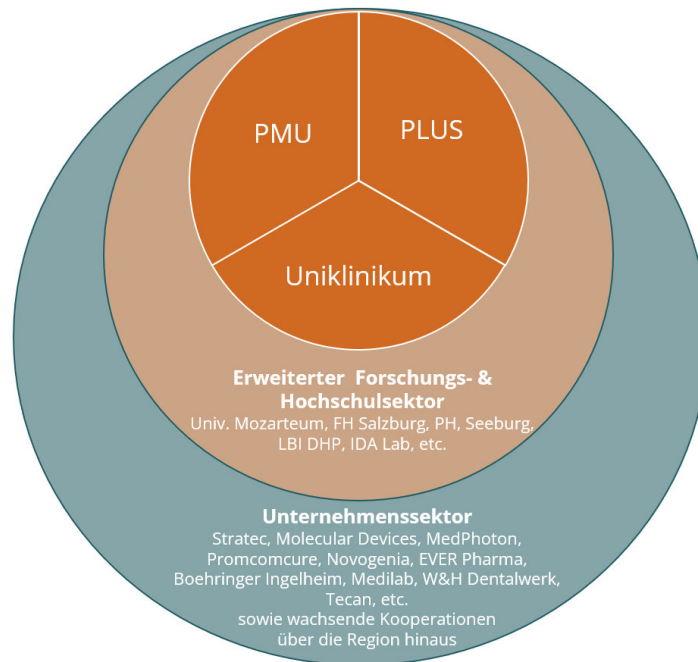 PMU
PLUS
Uniklinikum
Erweiterter Forschungs- &
Hochschulsektor
Univ. Mozarteum, FH Salzburg, PH, Seeburg,
LBI DHP, IDA Lab, etc.
Unternehmenssektor
Stratec, Molecular Devices, MedPhoton,
Promcomcure, Novogenia, EVER Pharma,
Boehringer Ingelheim, Medilab, W&H Dentalwerk,
Tecan, etc.
sowie wachsende Kooperationen
über die Region hinaus